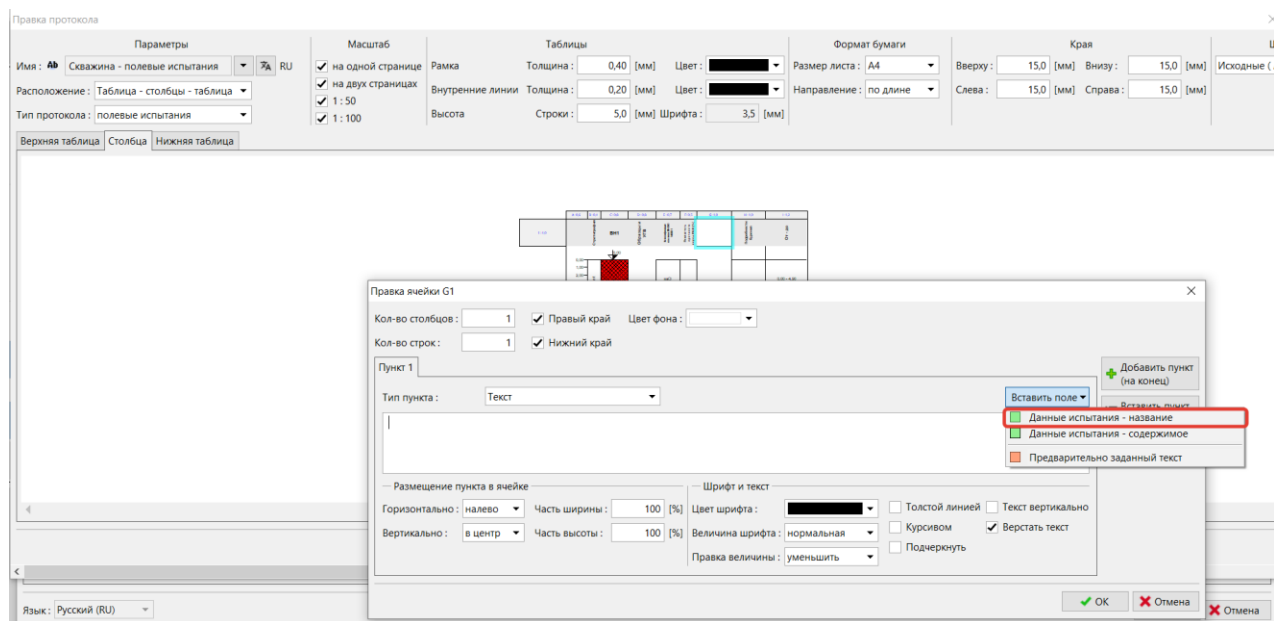 Правка протокола
Параметры Масштаб Таблицы Формат бумаги Края
Имя : Ab Скважина - полевые испытания RU на одной странице Рамка Толщина : 0,40 [мм] Цвет : Размер листа : A4 Вверху : 15,0 [мм] Внизу : 15,0 [мм] Исходные (
Расположение : Таблица - столбцы - таблица на двух страницах Внутренние линии Толщина : 0,20 [мм] Цвет : Направление : по длине Слева : 15,0 [мм] Справа : 15,0 [мм]
Тип протокола : полевые испытания 1 : 50 Высота Строки : 5,0 [мм] Шрифта : 3,5 [мм]
1 : 100
Верхняя таблица Столбца Нижняя таблица
Правка ячейки G1
Кол-во столбцов : 1 Правый край Цвет фона :
Кол-во строк : 1 Нижний край
Пункт 1
Добавить пункт
(на конец)
Тип пункта : Текст Вставить поле
Вставить пункт
Данные испытания - название
Данные испытания - содержимое
Предварительно заданный текст
Размещение пункта в ячейке Шрифт и текст
Горизонтально : налево Часть ширины : 100 [%] Цвет шрифта : Толстой линией Текст вертикально
Вертикально : в центр Часть высоты : 100 [%] Величина шрифта : нормальная Курсивом Верстать текст
Правка величины : уменьшить Подчеркнуть
OK Отмена
Язык : Русский (RU) Отмена